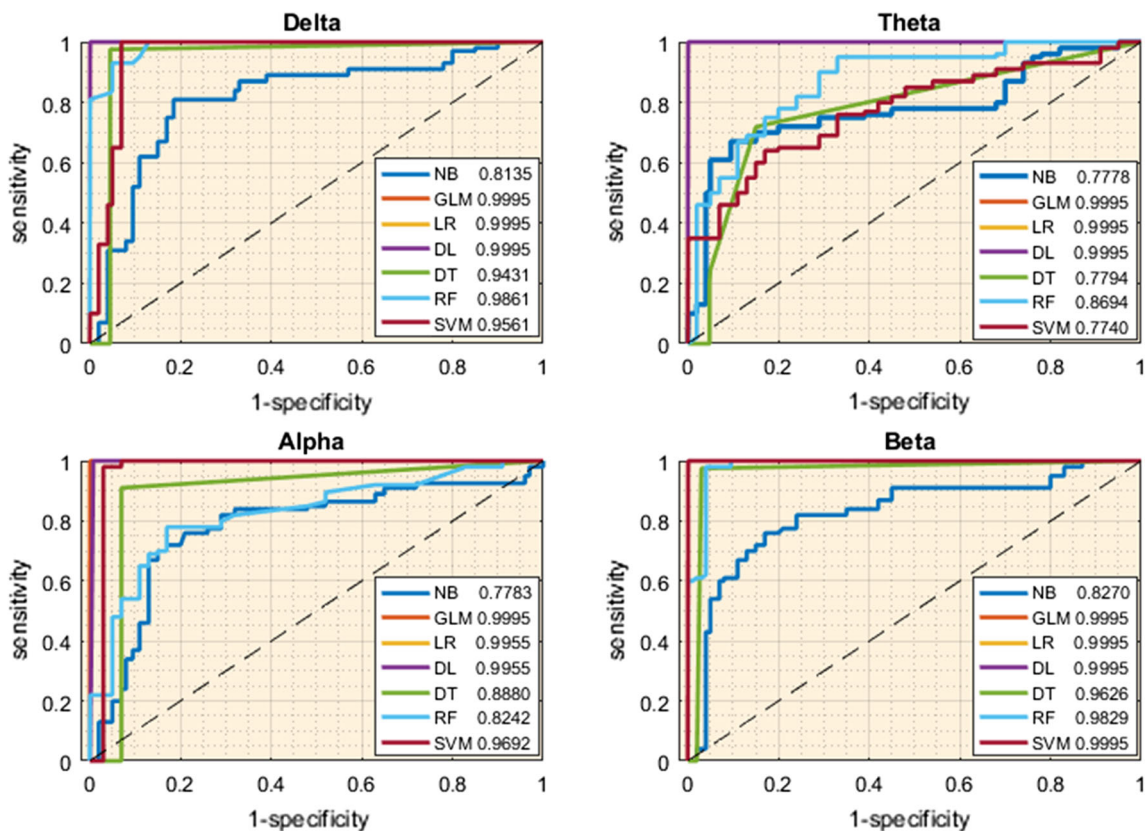 Delta
sensitivity
1
0.8
0.6
0.4
0.2
0
0 0.2 0.4 0.6 0.8 1
1-specificity
NB 0.8135
GLM 0.9995
LR 0.9995
DL 0.9995
DT 0.9431
RF 0.9861
SVM 0.9561
Theta
sensitivity
1
0.8
0.6
0.4
0.2
0
0 0.2 0.4 0.6 0.8 1
1-specificity
NB 0.7778
GLM 0.9995
LR 0.9995
DL 0.9995
DT 0.7794
RF 0.8694
SVM 0.7740
Alpha
sensitivity
1
0.8
0.6
0.4
0.2
0
0 0.2 0.4 0.6 0.8 1
1-specificity
NB 0.7783
GLM 0.9995
LR 0.9955
DL 0.9955
DT 0.8880
RF 0.8242
SVM 0.9692
Beta
sensitivity
1
0.8
0.6
0.4
0.2
0
0 0.2 0.4 0.6 0.8 1
1-specificity
NB 0.8270
GLM 0.9995
LR 0.9995
DL 0.9995
DT 0.9626
RF 0.9829
SVM 0.9995